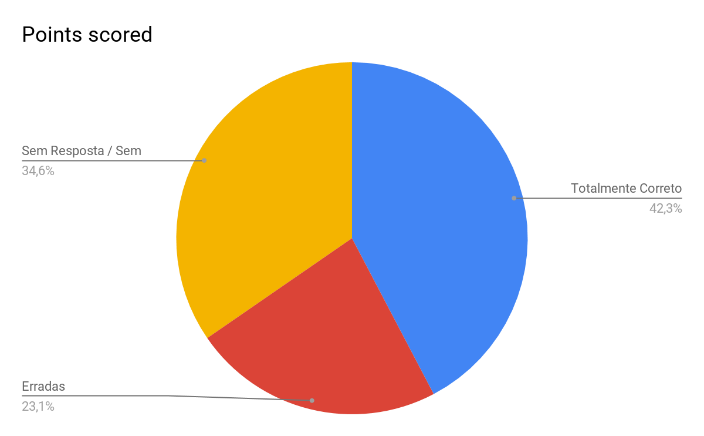 Points scored
Sem Resposta / Sem
34,6%
Totalmente Correto
42,3%
Erradas
23,1%